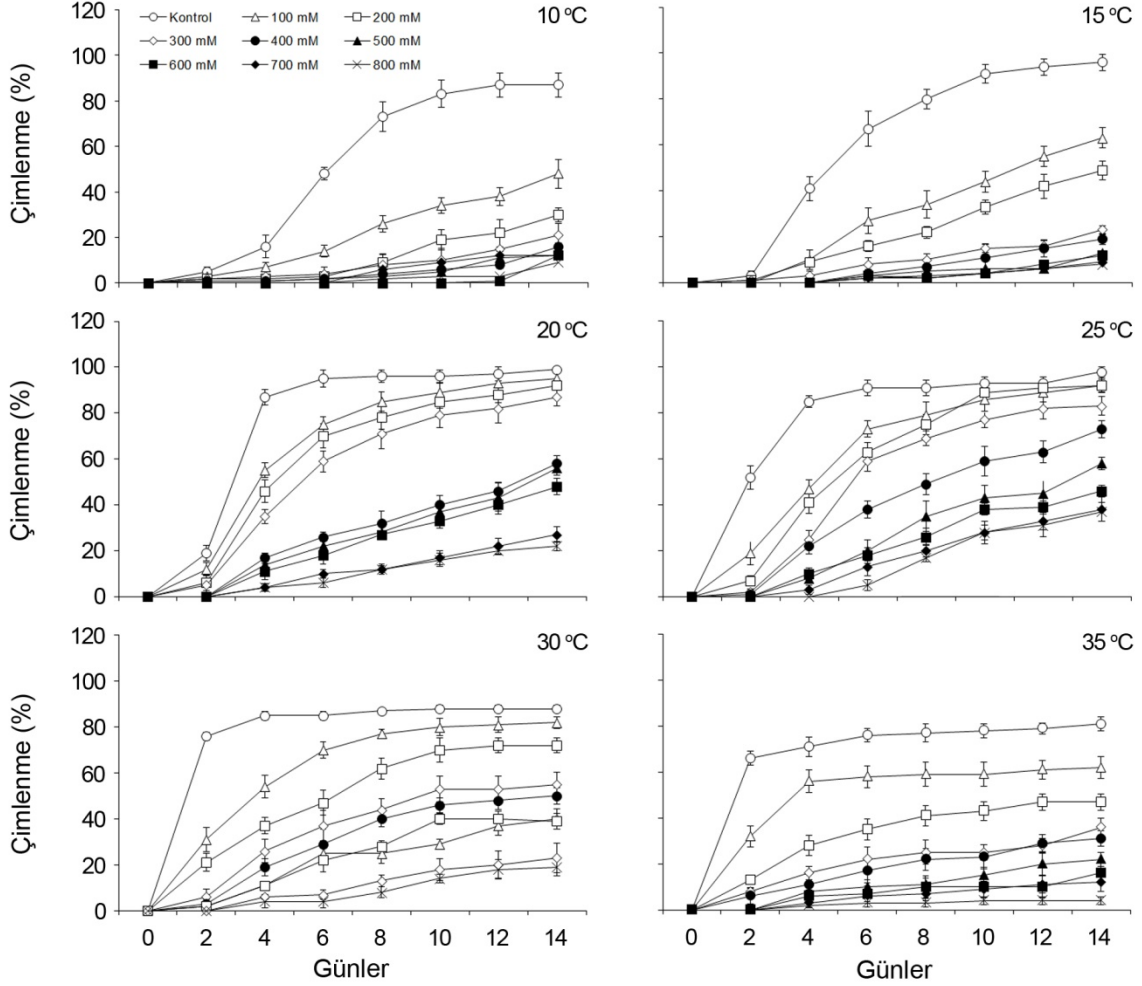 Kontrol 100 mM 200 mM
300 mM 400 mM 500 mM
600 mM 700 mM 800 mM
10 ºC
Çimlenme (%)
120
100
80
60
40
20
0
15 ºC
20 ºC
Çimlenme (%)
120
100
80
60
40
20
0
25 ºC
30 ºC
Çimlenme (%)
120
100
80
60
40
20
0
35 ºC
0 2 4 6 8 10 12 14
Günler
0 2 4 6 8 10 12 14
Günler